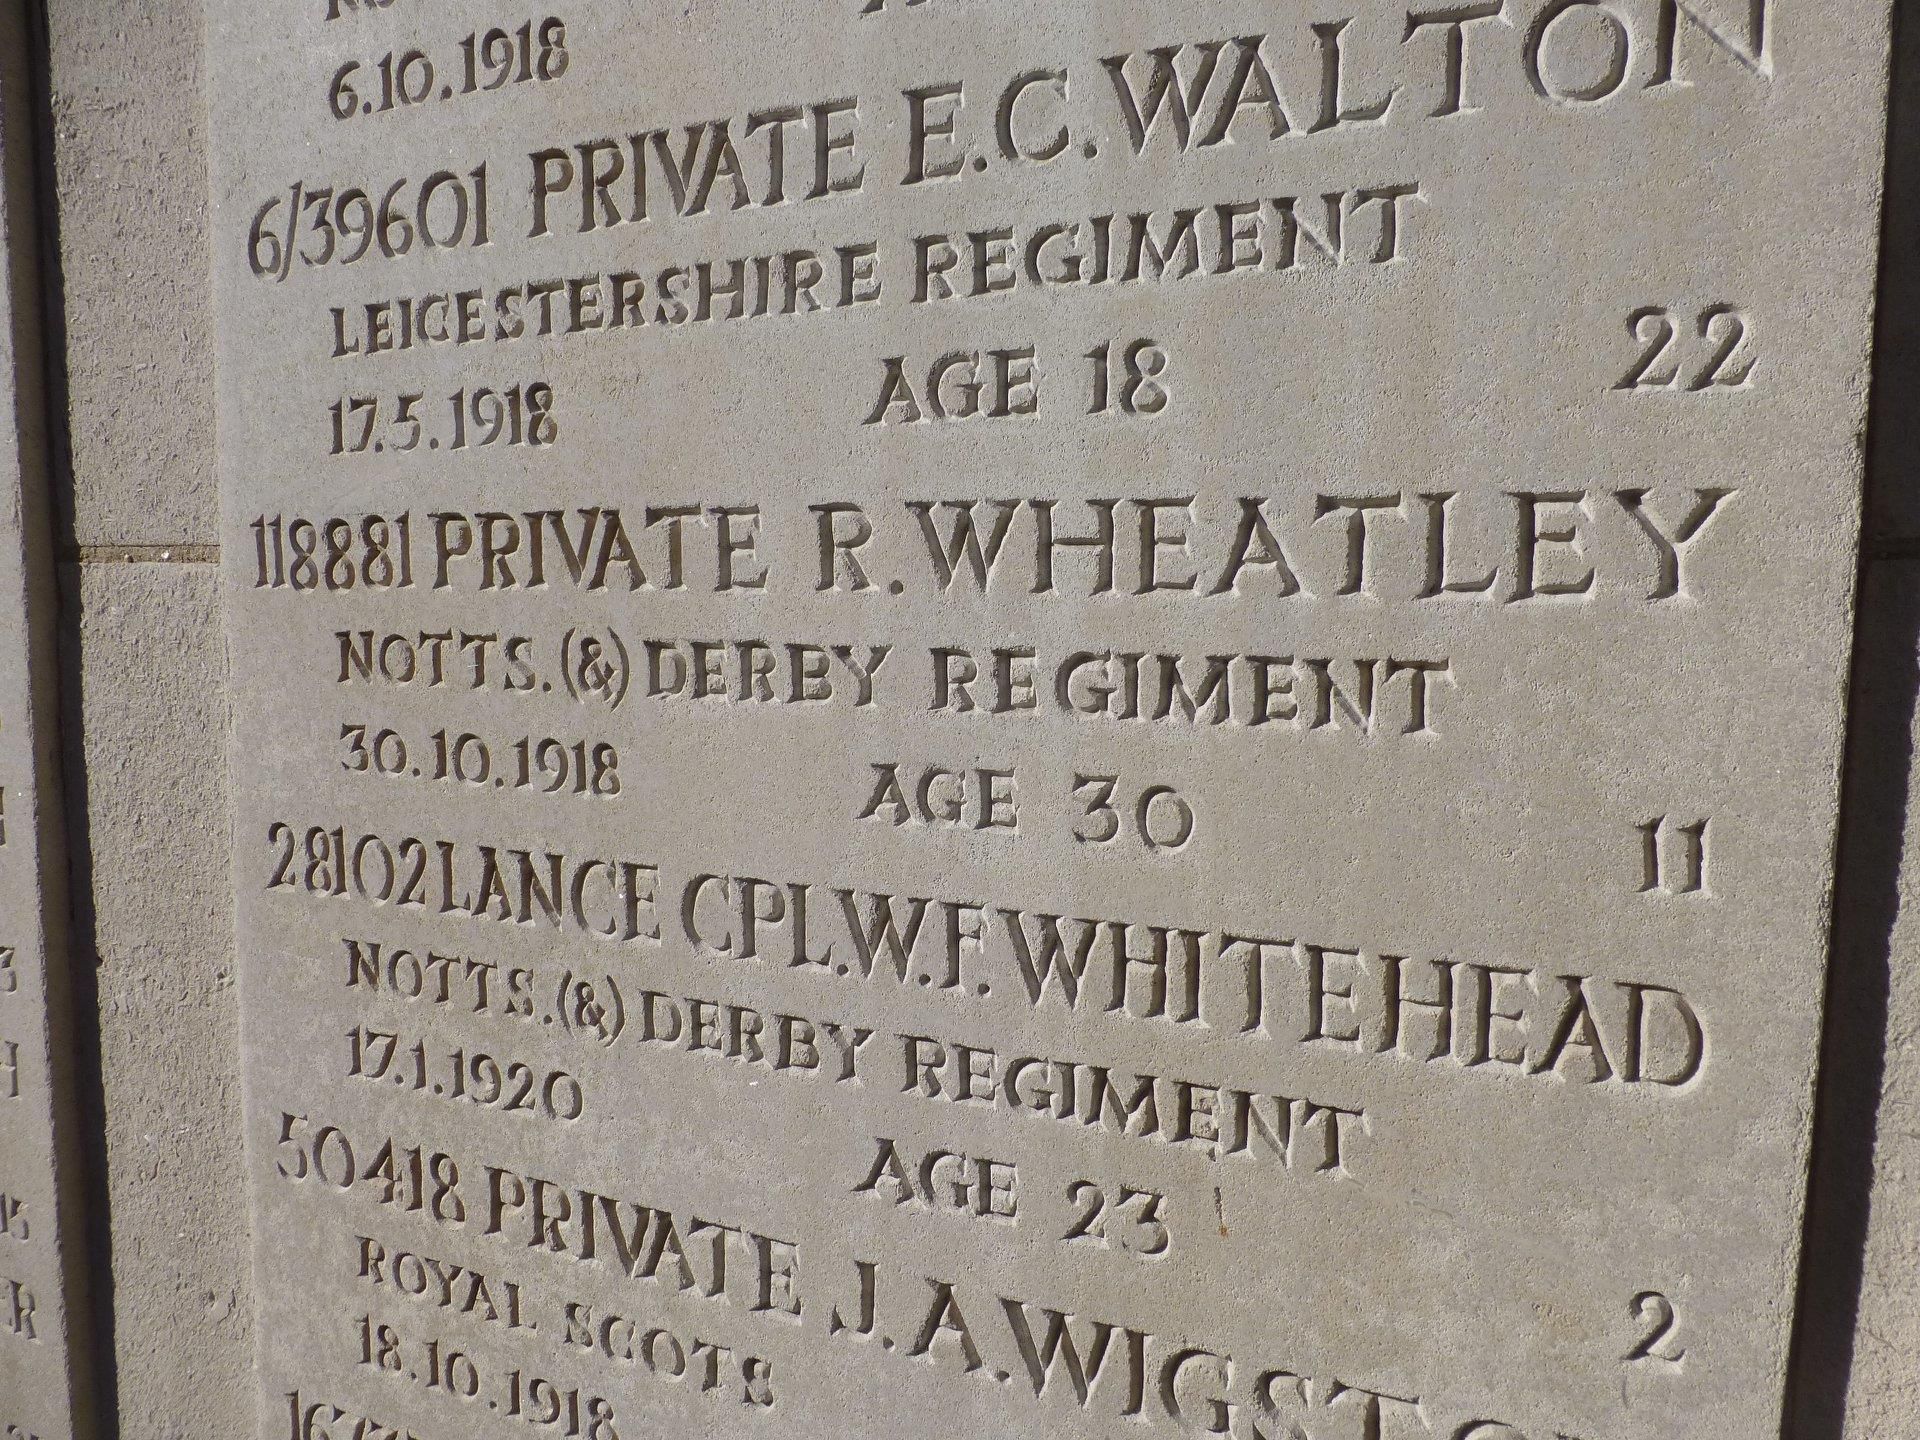 6.10.1918
6/39601 PRIVATE E.C.WALTON
LEICESTERSHIRE REGIMENT
17.5.1918 AGE 18 22
118881 PRIVATE R.WHEATLEY
NOTTS.(&) DERBY REGIMENT
30.10.1918 AGE 30 11
28102 LANCE CPL.W.F.WHITEHEAD
NOTTS.(&) DERBY REGIMENT
17.1.1920 AGE 23 2
50418 PRIVATE J.A.
ROYAL SCOTS
18.10.1918